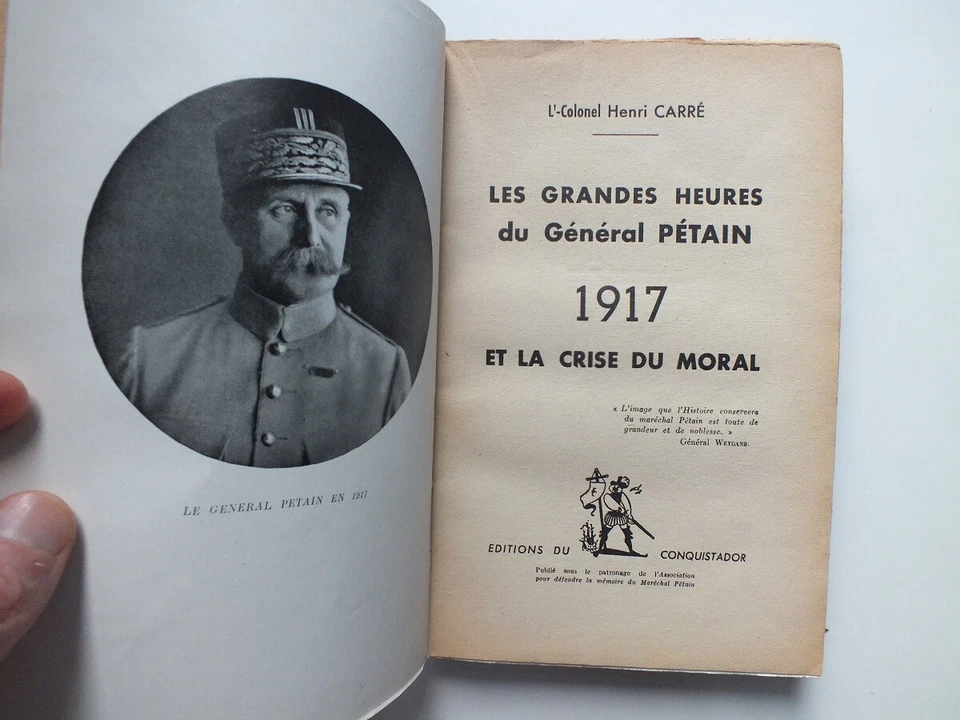 LE GENERAL PETAIN EN 1917
Lt-Colonel Henri CARRÉ
LES GRANDES HEURES
du Général PÉTAIN
1917
ET LA CRISE DU MORAL
« L'image que l'Histoire conservera
du maréchal Pétain est toute de
grandeur et de noblesse. »
Général WEYGAND.
EDITIONS DU CONQUISTADOR
Publié sous le patronage de l'Association
pour défendre la mémoire du Maréchal Pétain